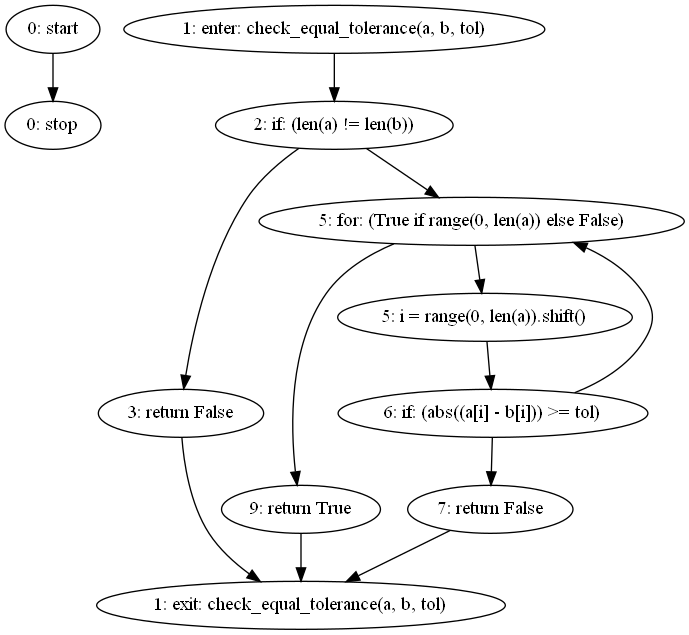 0: start
1: enter: check_equal_tolerance(a, b, tol)
0: stop
2: if: (len(a) != len(b))
5: for: (True if range(0, len(a)) else False)
5: i = range(0, len(a)).shift()
3: return False
6: if: (abs((a[i] - b[i])) >= tol)
9: return True
7: return False
1: exit: check_equal_tolerance(a, b, tol)